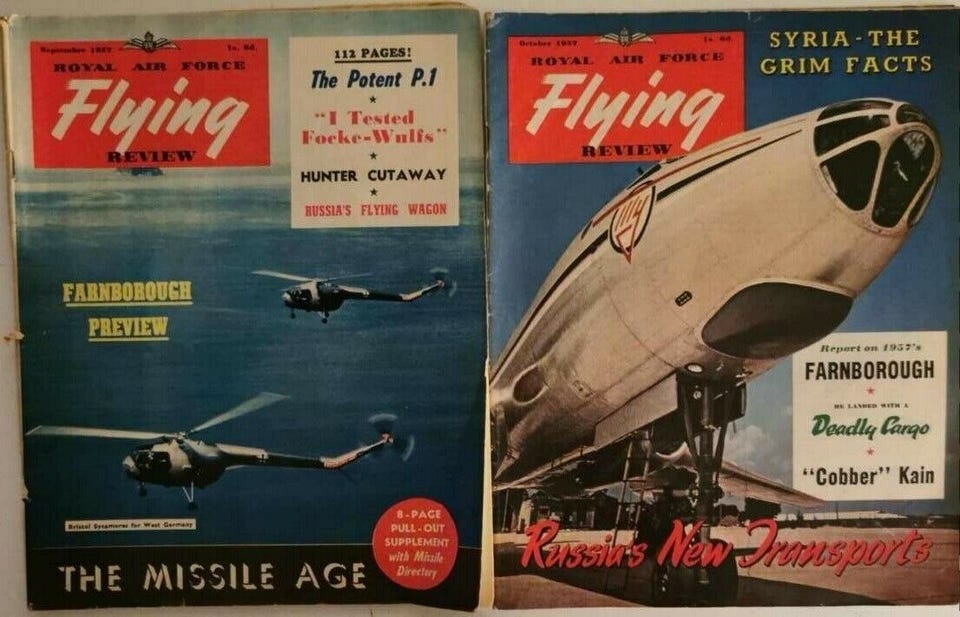 September 1957
1s. 6d.
ROYAL AIR FORCE
Flying
REVIEW
112 PAGES!
The Potent P.1
"I Tested
Focke-Wulfs"
HUNTER CUTAWAY
RUSSIA'S FLYING WAGON
FARNBOROUGH
PREVIEW
Bristol Sycamores for West Germany
8-PAGE
PULL-OUT
SUPPLEMENT
with Missile
Directory
THE MISSILE AGE
October 1957
1s. 6d.
ROYAL AIR FORCE
Flying
REVIEW
SYRIA-THE
GRIM FACTS
Report on 1957's
FARNBOROUGH
HE LANDED WITH A
Deadly Cargo
"Cobber" Kain
Russia's New Transports